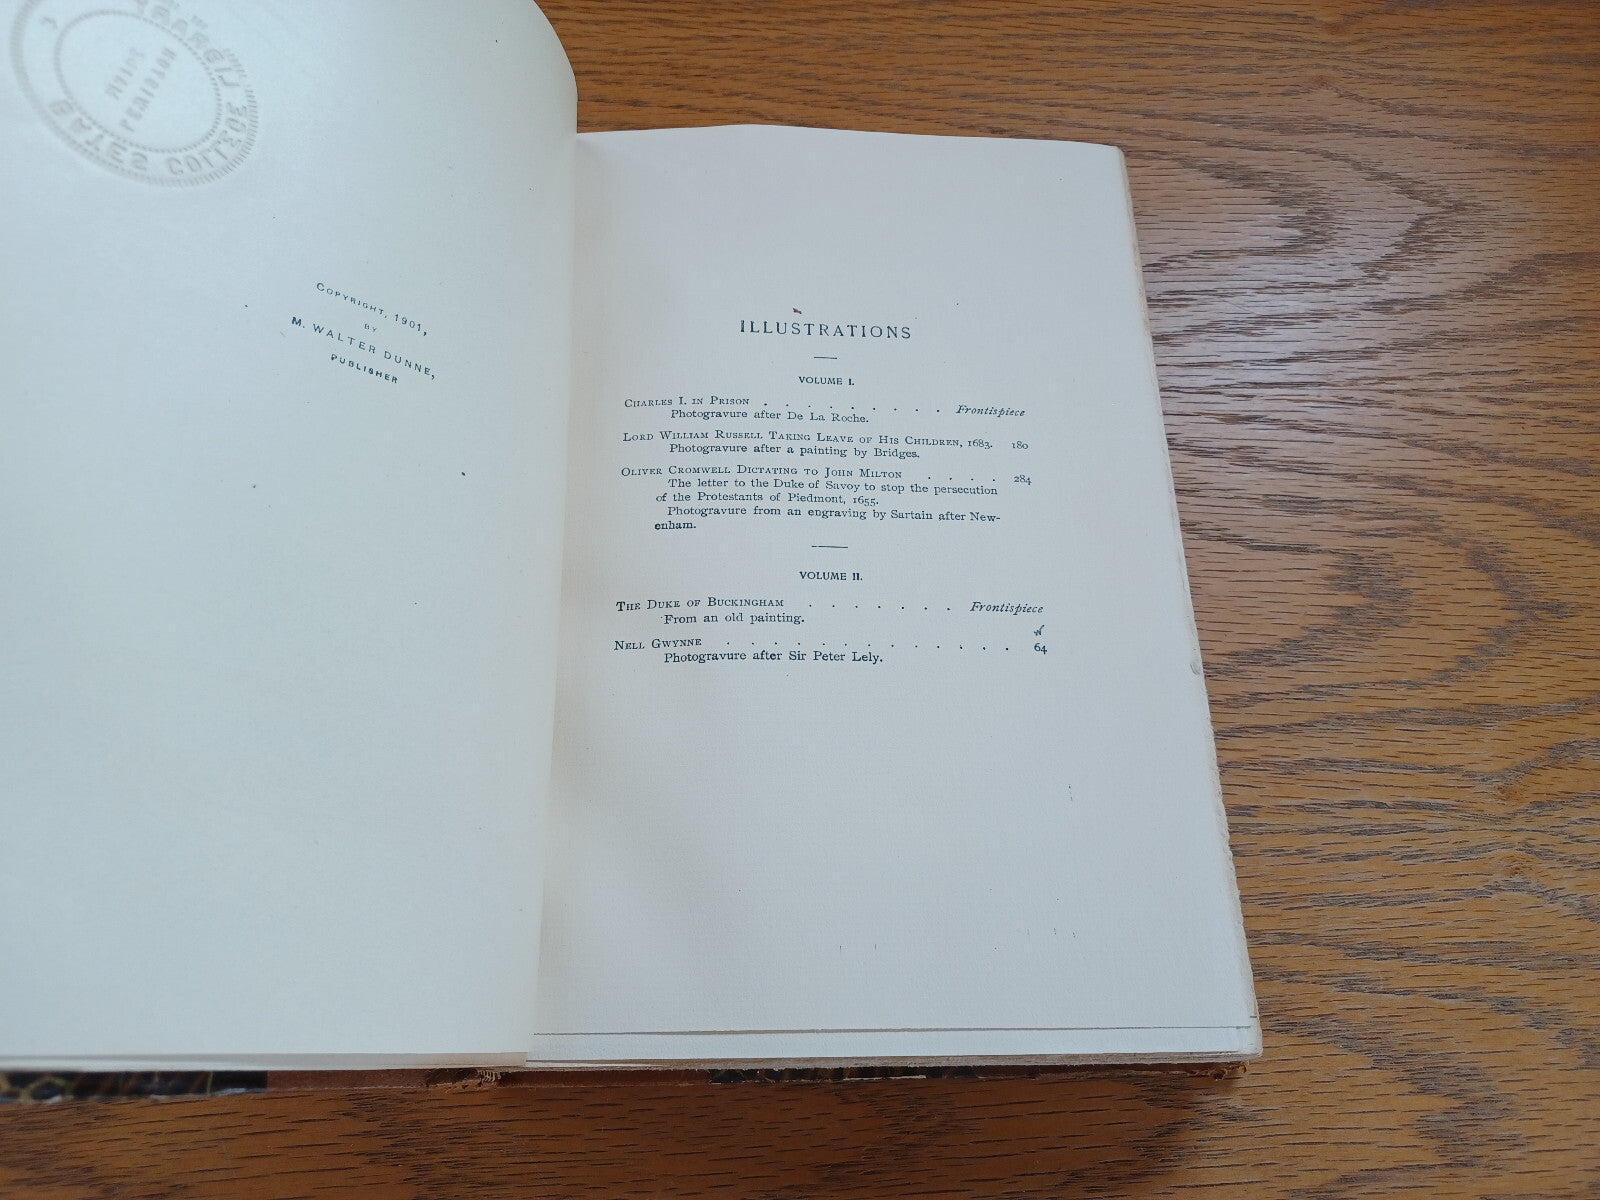 BATES COLLEGE
COPYRIGHT, 1901,
BY
M. WALTER DUNNE,
PUBLISHER
ILLUSTRATIONS
VOLUME I.
CHARLES I. IN PRISON . . . . . . . . . Frontispiece
Photogravure after De La Roche.
LORD WILLIAM RUSSELL TAKING LEAVE OF HIS CHILDREN, 1683. 180
Photogravure after a painting by Bridges.
OLIVER CROMWELL DICTATING TO JOHN MILTON . . . . 284
The letter to the Duke of Savoy to stop the persecution
of the Protestants of Piedmont, 1655.
Photogravure from an engraving by Sartain after New-
enham.
VOLUME II.
THE DUKE OF BUCKINGHAM . . . . . . . Frontispiece
From an old painting.
NELL GWYNNE . . . . . . . . . . . . . 64
Photogravure after Sir Peter Lely.